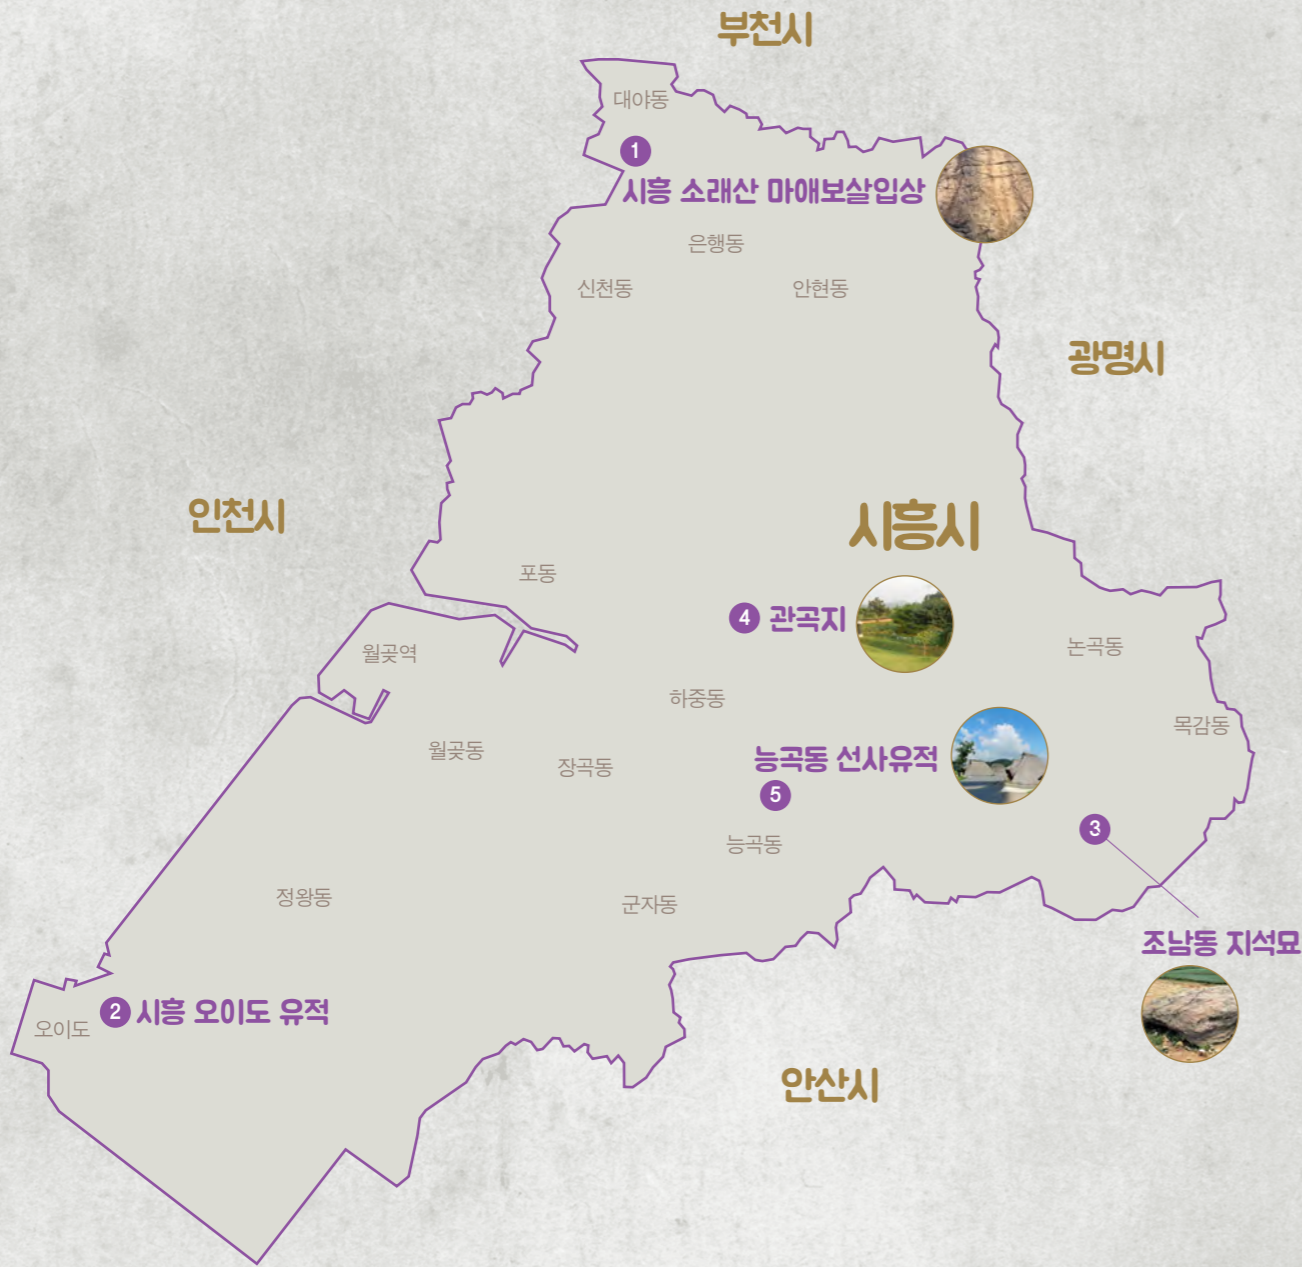 부천시
대야동
1
시흥 소래산 마애보살입상
은행동
신천동
안현동
광명시
인천시
시흥시
포동
4 관곡지
논곡동
월곶역
하중동
목감동
월곶동
장곡동
능곡동 선사유적
5
3
능곡동
정왕동
군자동
조남동 지석묘
2 시흥 오이도 유적
오이도
안산시